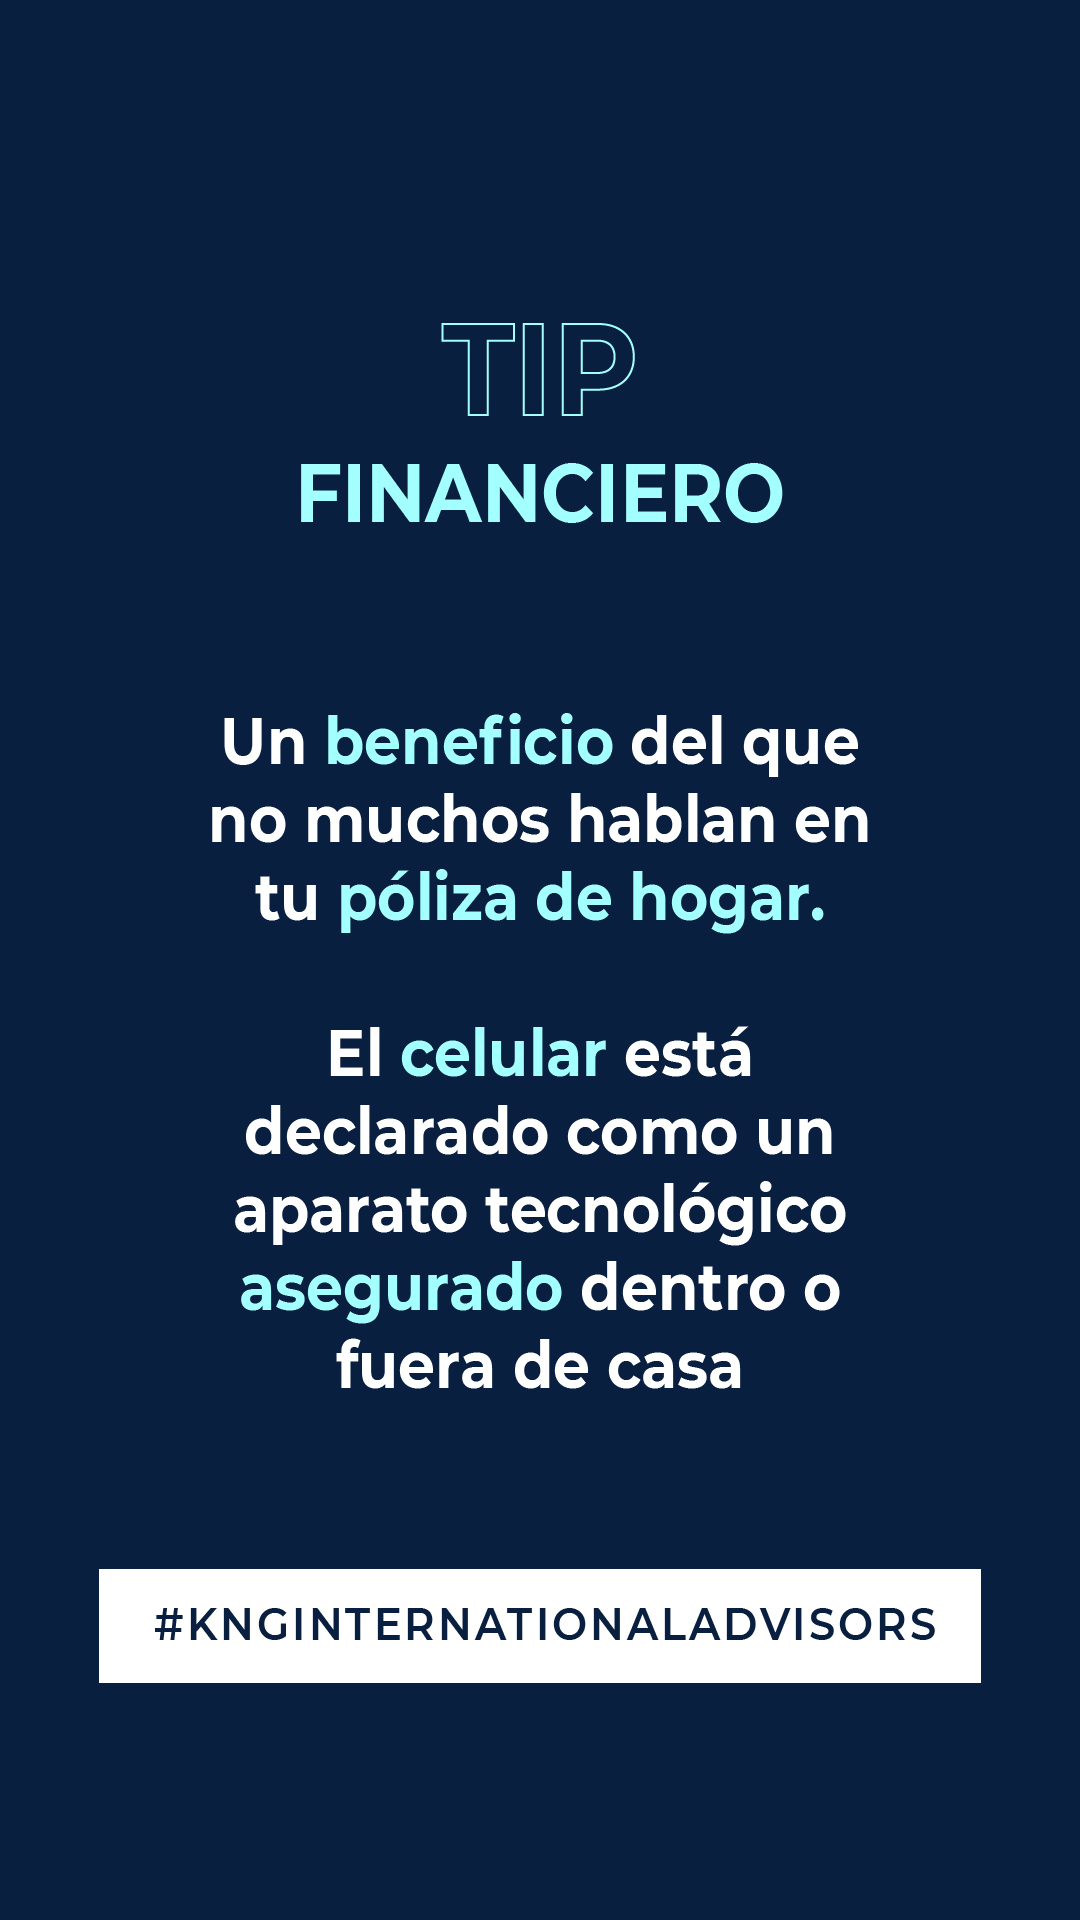 TIP
FINANCIERO
Un beneficio del que
no muchos hablan en
tu póliza de hogar.
El celular está
declarado como un
aparato tecnológico
asegurado dentro o
fuera de casa
#KNGINTERNATIONALADVISORS